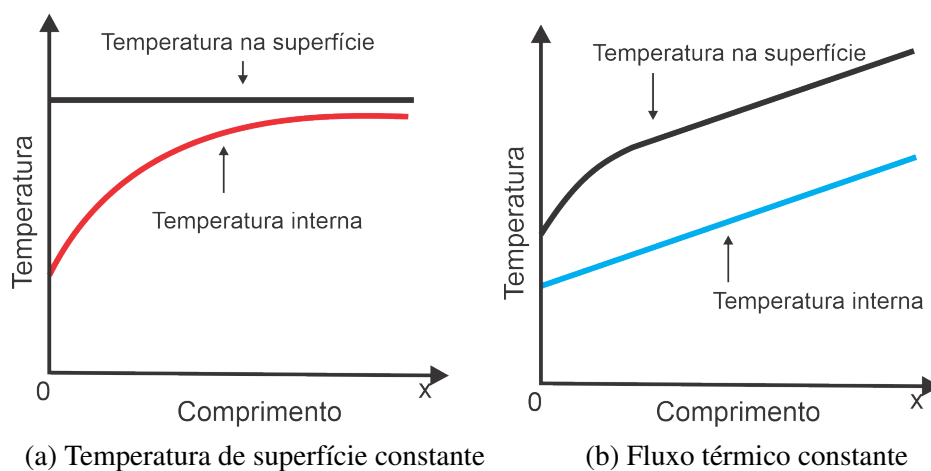 Temperatura na superfície
Temperatura interna
Temperatura
0
x
Comprimento
(a) Temperatura de superfície constante
Temperatura na superfície
Temperatura interna
Temperatura
0
x
Comprimento
(b) Fluxo térmico constante